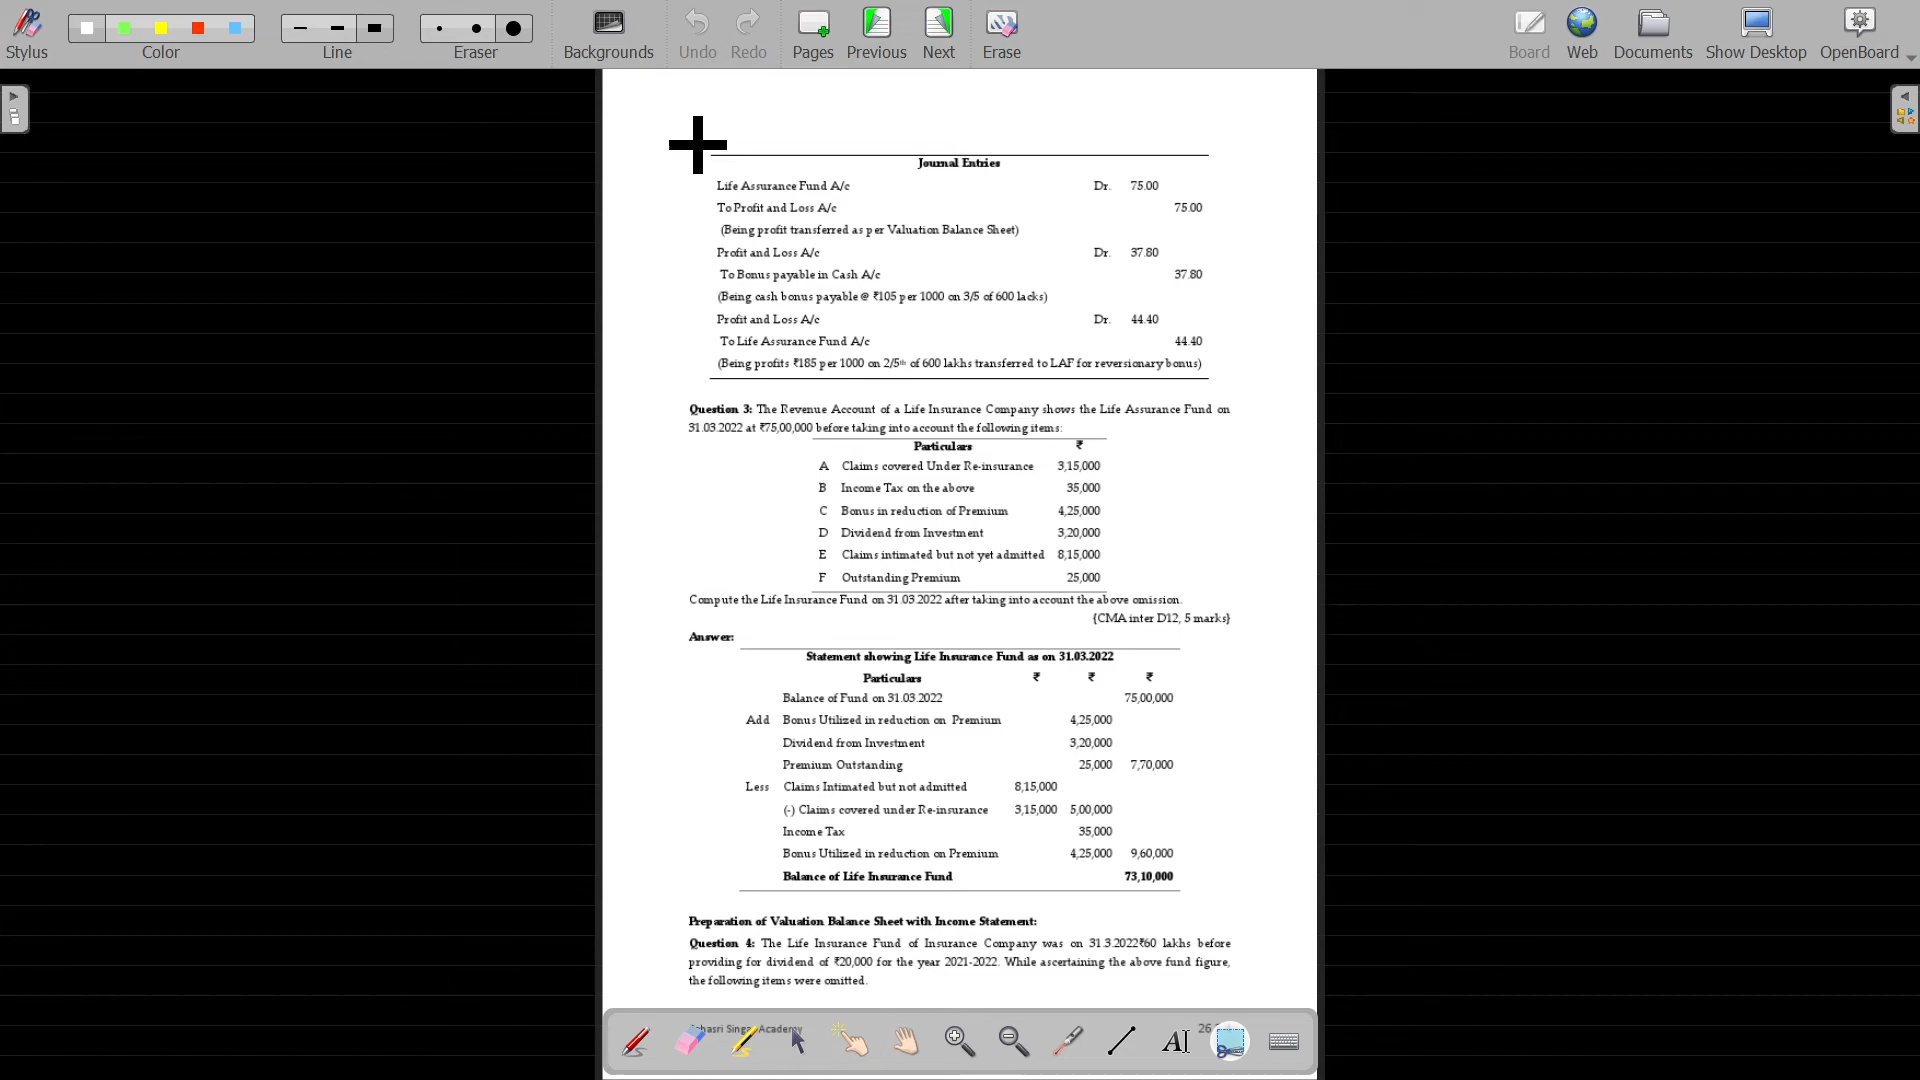 Stylus
Color
Line
Eraser
Backgrounds
Undo
Redo
Pages
Previous
Next
Erase
Board
Web
Documents
Show Desktop
OpenBoard
Journal Entries
Life Assurance Fund A/c Dr. 75.00
To Profit and Loss A/c 75.00
(Being profit transferred as per Valuation Balance Sheet)
Profit and Loss A/c Dr. 37.80
To Bonus payable in Cash A/c 37.80
(Being cash bonus payable @ ₹105 per 1000 on 3/5 of 600 lacks)
Profit and Loss A/c Dr. 44.40
To Life Assurance Fund A/c 44.40
(Being profits ₹185 per 1000 on 2/5th of 600 lakhs transferred to LAF for reversionary bonus)
Question 3: The Revenue Account of a Life Insurance Company shows the Life Assurance Fund on
31.03.2022 at ₹75,00,000 before taking into account the following items:
Particulars ₹
A Claims covered Under Re-insurance 3,15,000
B Income Tax on the above 35,000
C Bonus in reduction of Premium 4,25,000
D Dividend from Investment 3,20,000
E Claims intimated but not yet admitted 8,15,000
F Outstanding Premium 25,000
Compute the Life Insurance Fund on 31.03.2022 after taking into account the above omission.
{CMA inter D12, 5 marks}
Answer:
Statement showing Life Insurance Fund as on 31.03.2022
Particulars ₹ ₹ ₹
Balance of Fund on 31.03.2022 75,00,000
Add Bonus Utilized in reduction on Premium 4,25,000
Dividend from Investment 3,20,000
Premium Outstanding 25,000 7,70,000
Less Claims Intimated but not admitted 8,15,000
(-) Claims covered under Re-insurance 3,15,000 5,00,000
Income Tax 35,000
Bonus Utilized in reduction on Premium 4,25,000 9,60,000
Balance of Life Insurance Fund 73,10,000
Preparation of Valuation Balance Sheet with Income Statement:
Question 4: The Life Insurance Fund of Insurance Company was on 31.3.2022₹60 lakhs before
providing for dividend of ₹20,000 for the year 2021-2022. While ascertaining the above fund figure,
the following items were omitted.
Academy